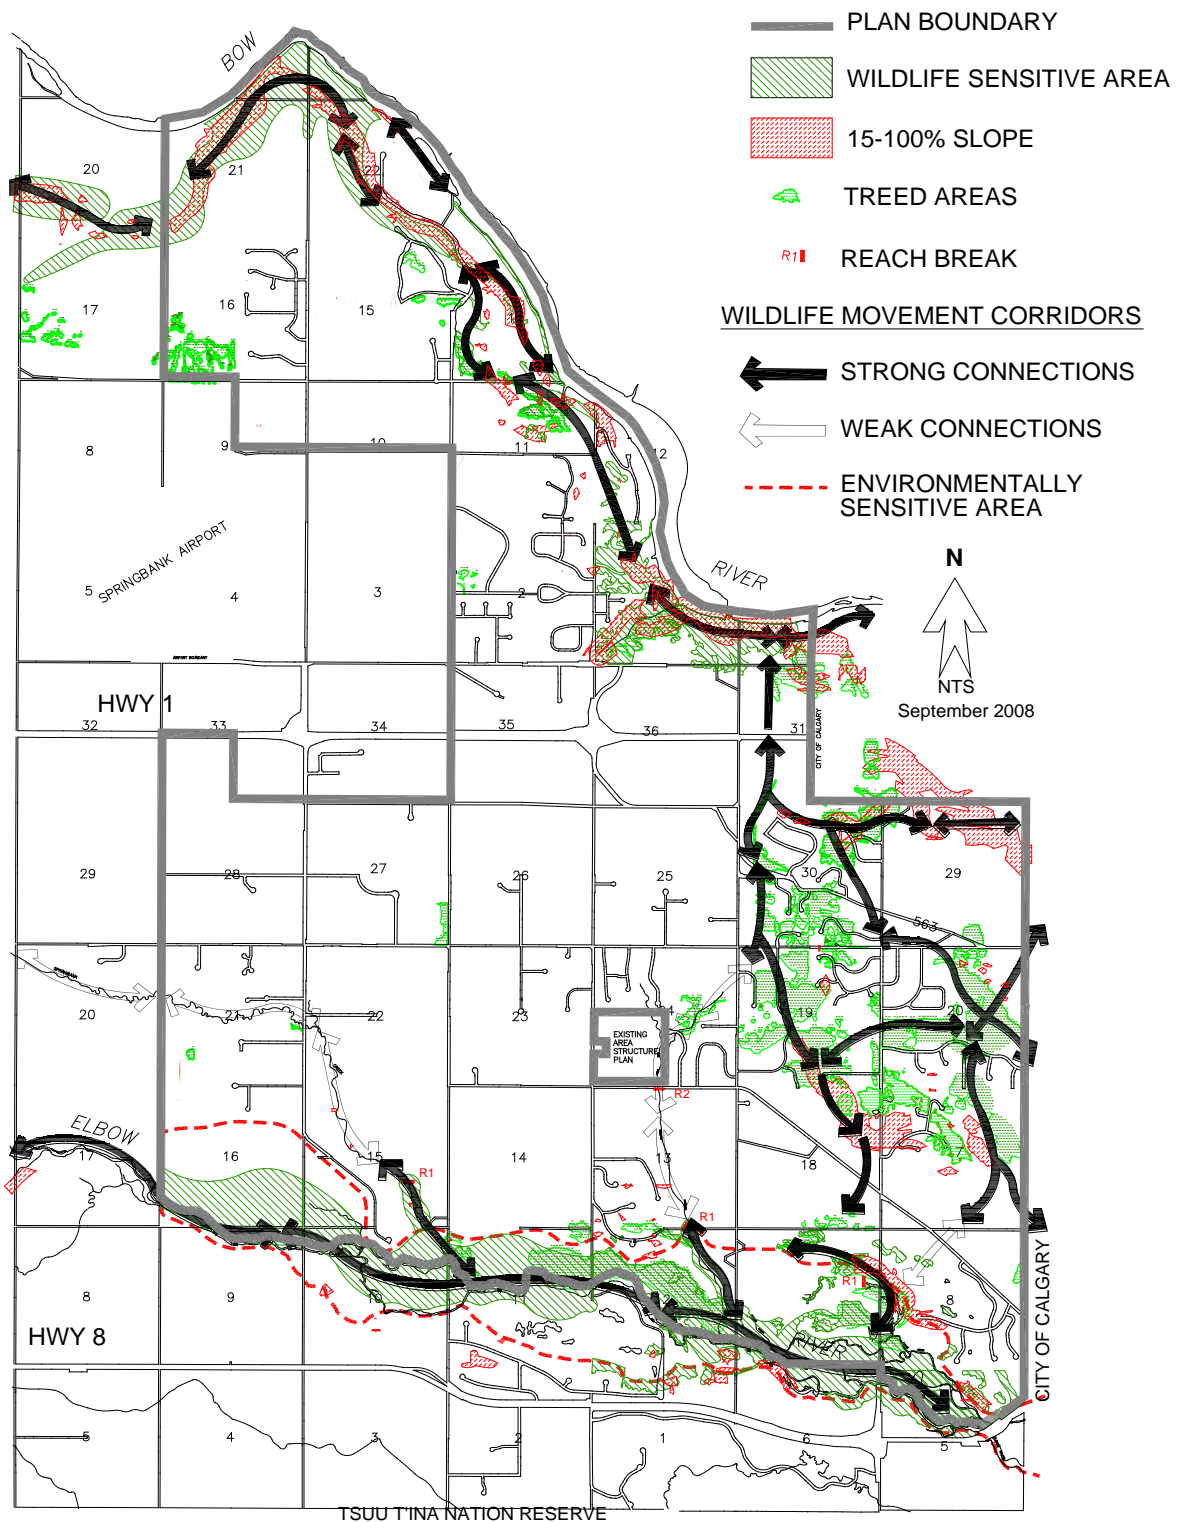 PLAN BOUNDARY
WILDLIFE SENSITIVE AREA
15-100% SLOPE
TREED AREAS
R1
REACH BREAK
WILDLIFE MOVEMENT CORRIDORS
STRONG CONNECTIONS
WEAK CONNECTIONS
ENVIRONMENTALLY
SENSITIVE AREA
N
NTS
September 2008
BOW
20
21
22
17
16
15
8
9
10
11
12
SPRINGBANK AIRPORT
5
4
3
2
RIVER
AIRPORT BOUNDARY
HWY 1
32
33
34
35
36
31
CITY OF CALGARY
29
28
27
26
25
30
29
563
20
21
22
23
19
20
EXISTING
AREA
STRUCTURE
PLAN
R2
ELBOW
17
16
15
R1
14
13
18
R1
8
9
10
11
R1
8
HWY 8
RIVER
CITY OF CALGARY
5
4
3
2
1
6
5
TSUU T'INA NATION RESERVE